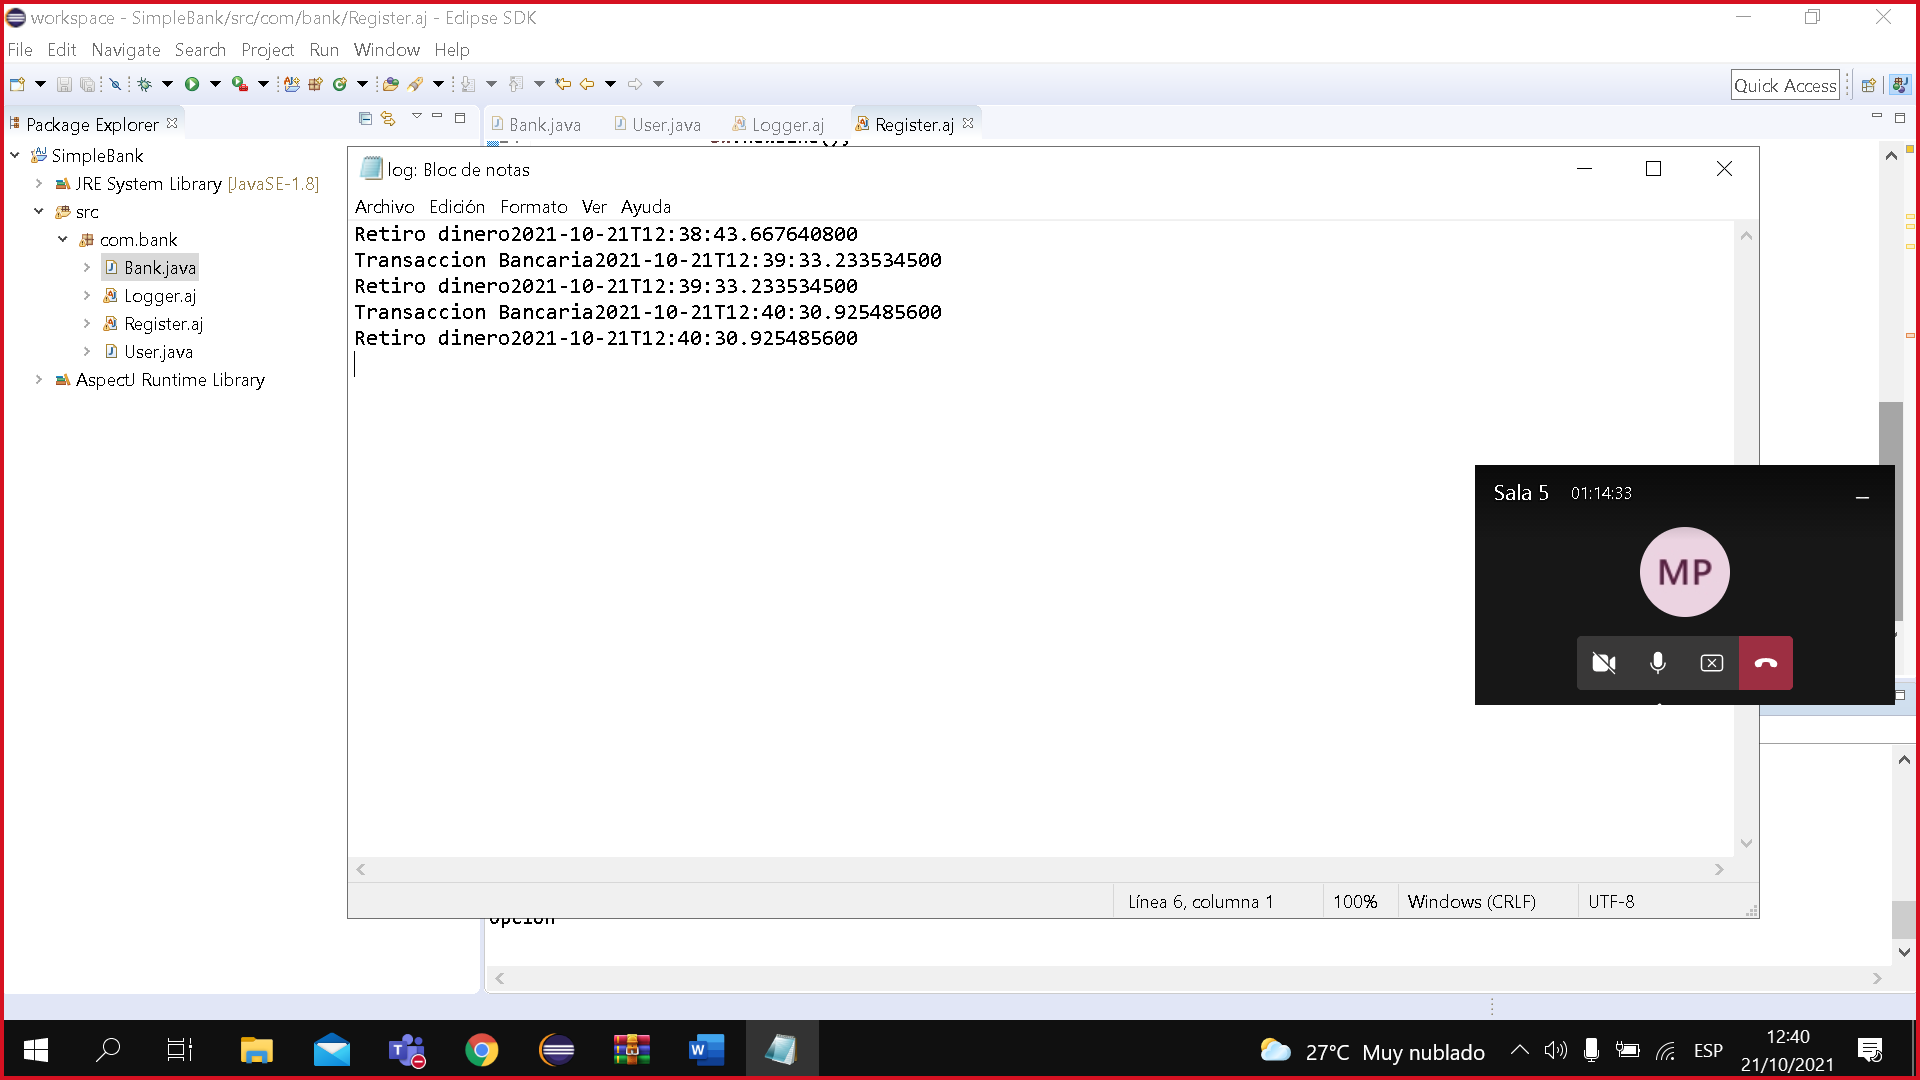 workspace - SimpleBank/src/com/bank/Register.aj - Eclipse SDK
File Edit Navigate Search Project Run Window Help
Quick Access
Package Explorer
Bank.java User.java Logger.aj Register.aj
SimpleBank
JRE System Library [JavaSE-1.8]
src
com.bank
Bank.java
Logger.aj
Register.aj
User.java
AspectJ Runtime Library
log: Bloc de notas
Archivo Edición Formato Ver Ayuda
Retiro dinero2021-10-21T12:38:43.667640800
Transaccion Bancaria2021-10-21T12:39:33.233534500
Retiro dinero2021-10-21T12:39:33.233534500
Transaccion Bancaria2021-10-21T12:40:30.925485600
Retiro dinero2021-10-21T12:40:30.925485600
Sala 5 01:14:33
MP
Línea 6, columna 1 100% Windows (CRLF) UTF-8
opcion
27°C Muy nublado ESP 12:40
21/10/2021